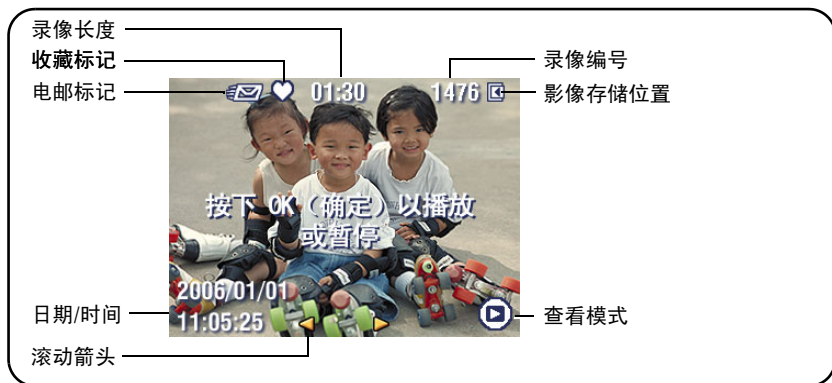 录像长度
收藏标记
电邮标记
录像编号
影像存储位置
01:30
1476
按下 OK（确定）以播放
或暂停
2006/01/01
11:05:25
日期/时间
滚动箭头
查看模式